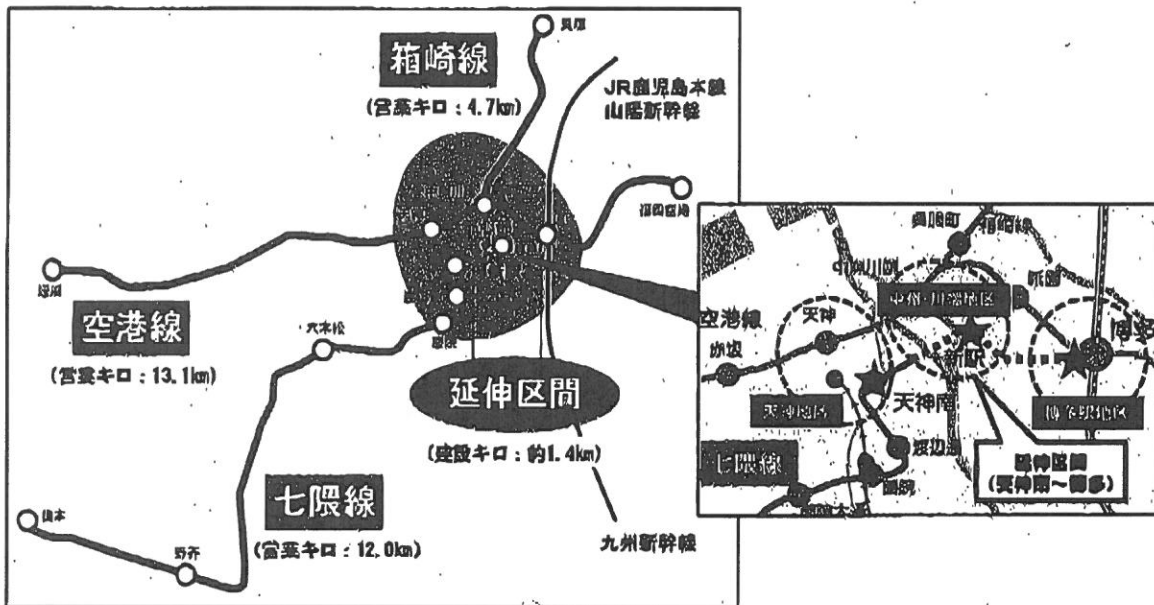 貝塚
箱崎線
(営業キロ:4.7km)
JR鹿児島本線
山陽新幹線
福岡空港
姪浜
空港線
(営業キロ:13.1km)
六本松
薬院
延伸区間
(建設キロ:約1.4km)
七隈線
(営業キロ:12.0km)
橋本
野芥
九州新幹線
呉服町
箱崎線
中洲川端
祇園
中洲・川端地区
空港線
天神
赤坂
新駅
博多
天神南
天神地区
博多駅地区
渡辺通
七隈線
薬院
延伸区間
(天神南~博多)